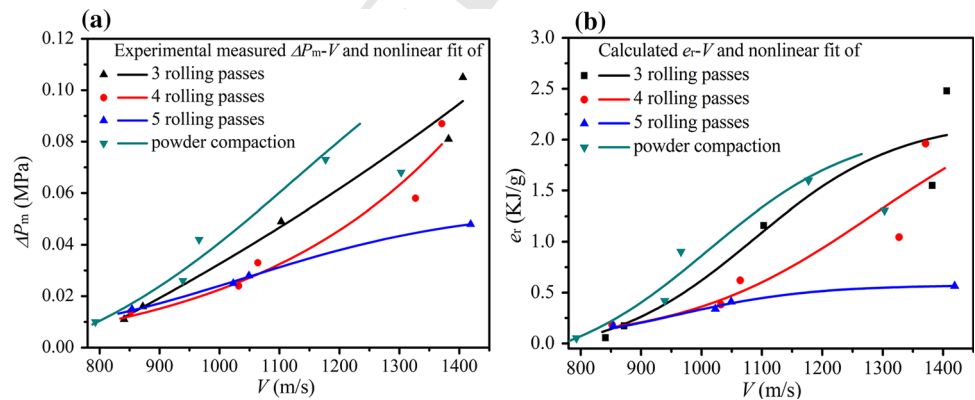 (a)
Experimental measured ΔPm-V and nonlinear fit of
3 rolling passes
4 rolling passes
5 rolling passes
powder compaction
0.12
0.10
0.08
0.06
0.04
0.02
0.00
ΔPm (MPa)
800 900 1000 1100 1200 1300 1400
V (m/s)
(b)
Calculated er-V and nonlinear fit of
3 rolling passes
4 rolling passes
5 rolling passes
powder compaction
3.0
2.5
2.0
1.5
1.0
0.5
0.0
er (KJ/g)
800 900 1000 1100 1200 1300 1400
V (m/s)